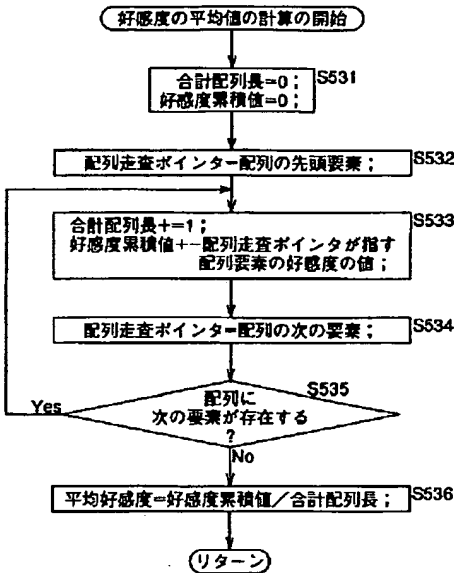 好感度の平均値の計算の開始
合計配列長=0;
好感度累積値=0;
S531
配列走査ポインタ=配列の先頭要素;
S532
合計配列長+=1;
好感度累積値+=配列走査ポインタが指す
配列要素の好感度の値;
S533
配列走査ポインタ=配列の次の要素;
S534
配列に
次の要素が存在する
?
S535
Yes
No
平均好感度=好感度累積値/合計配列長;
S536
リターン